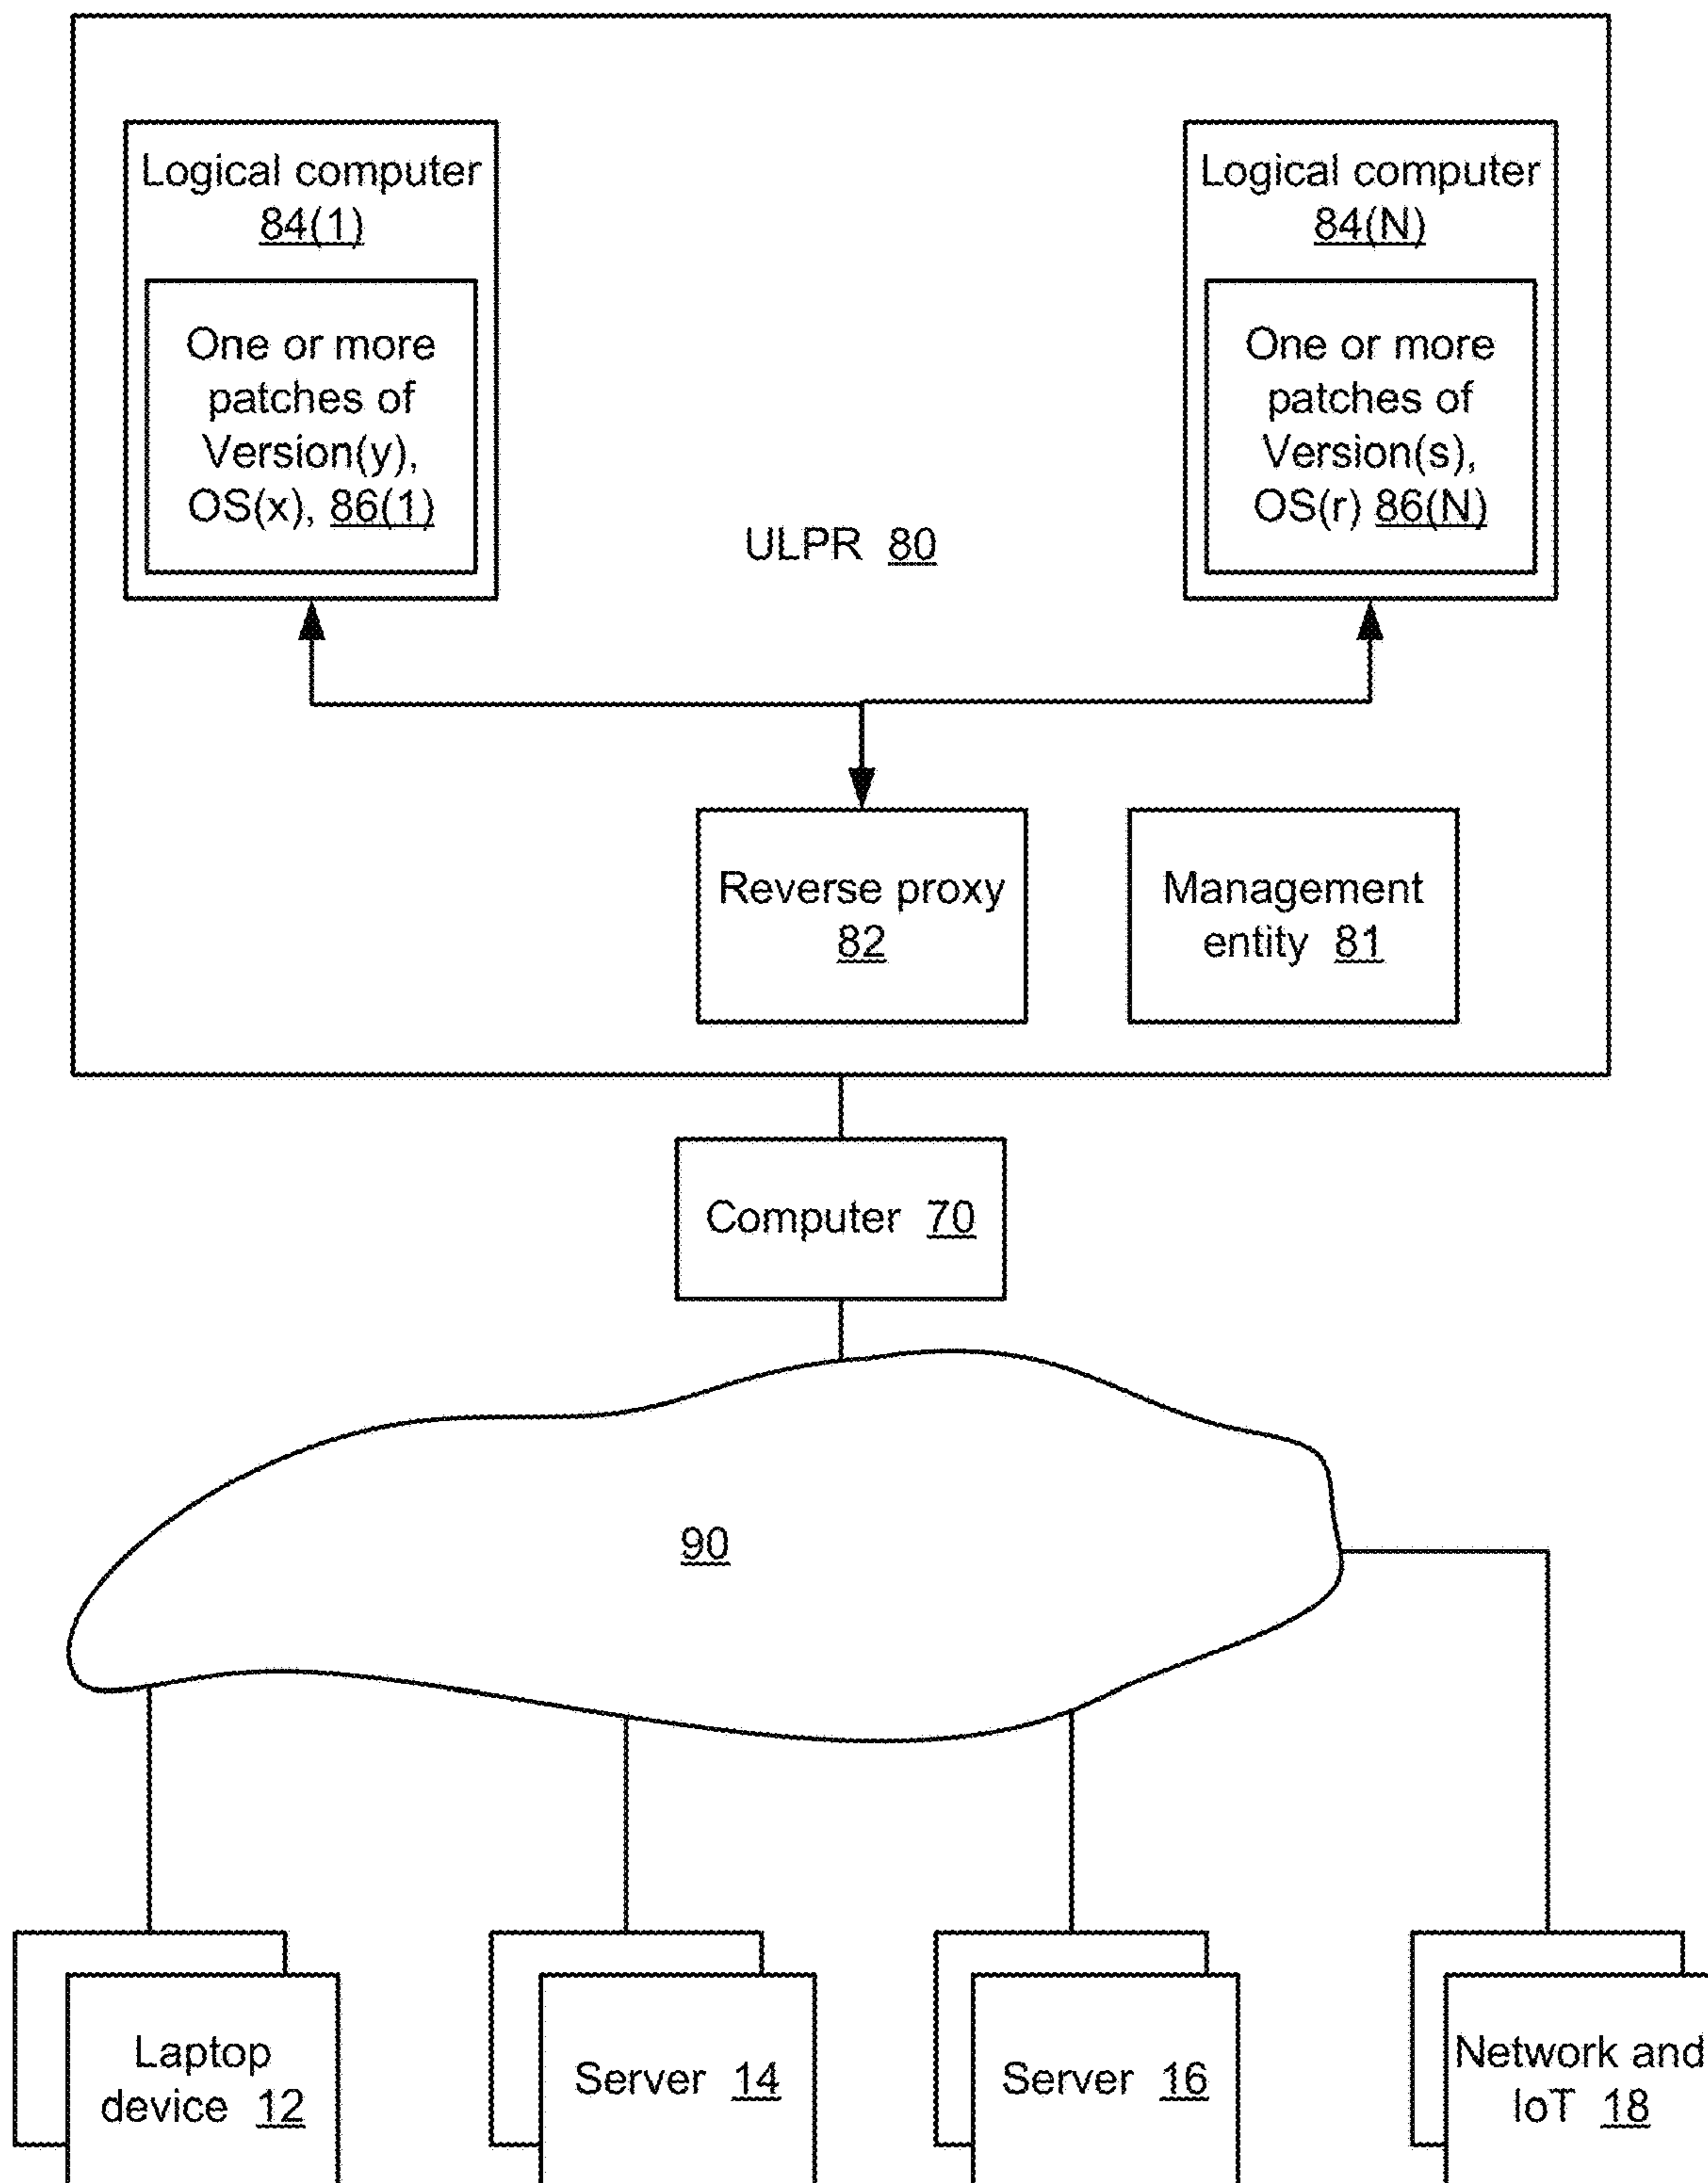 Logical computer
84(1)
One or more
patches of
Version(y),
OS(x), 86(1)
Logical computer
84(N)
One or more
patches of
Version(s),
OS(r) 86(N)
ULPR 80
Reverse proxy
82
Management
entity 81
Computer 70
90
Laptop
device 12
Server 14
Server 16
Network and
IoT 18